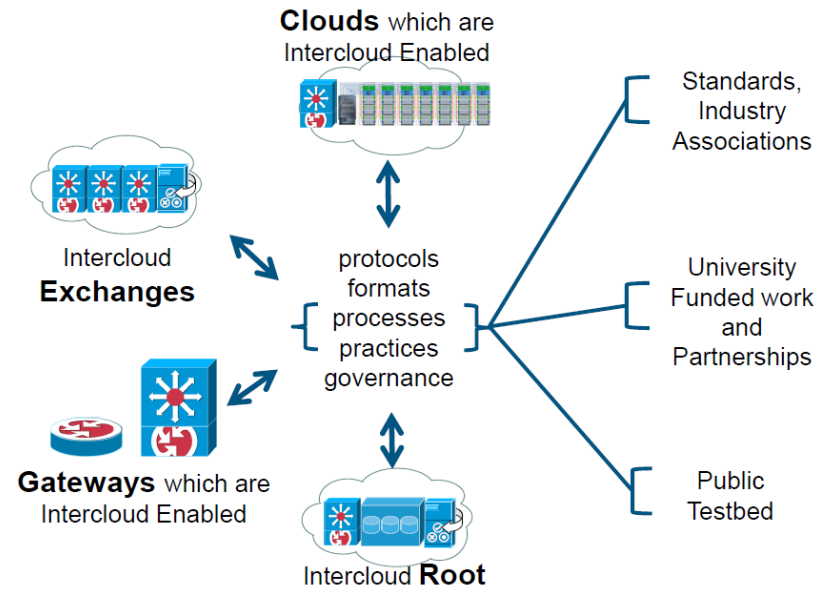 Clouds which are
Intercloud Enabled
Intercloud
Exchanges
Gateways which are
Intercloud Enabled
protocols
formats
processes
practices
governance
Intercloud Root
Standards,
Industry
Associations
University
Funded work
and
Partnerships
Public
Testbed